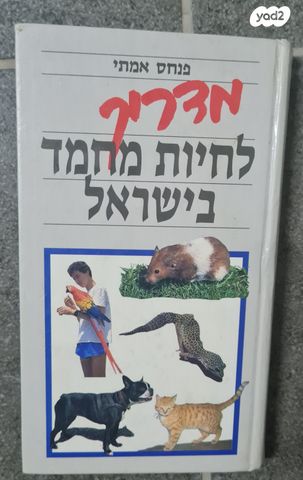 yad2
פנחס אמתי
מדריך
לחיות מחמד
בישראל